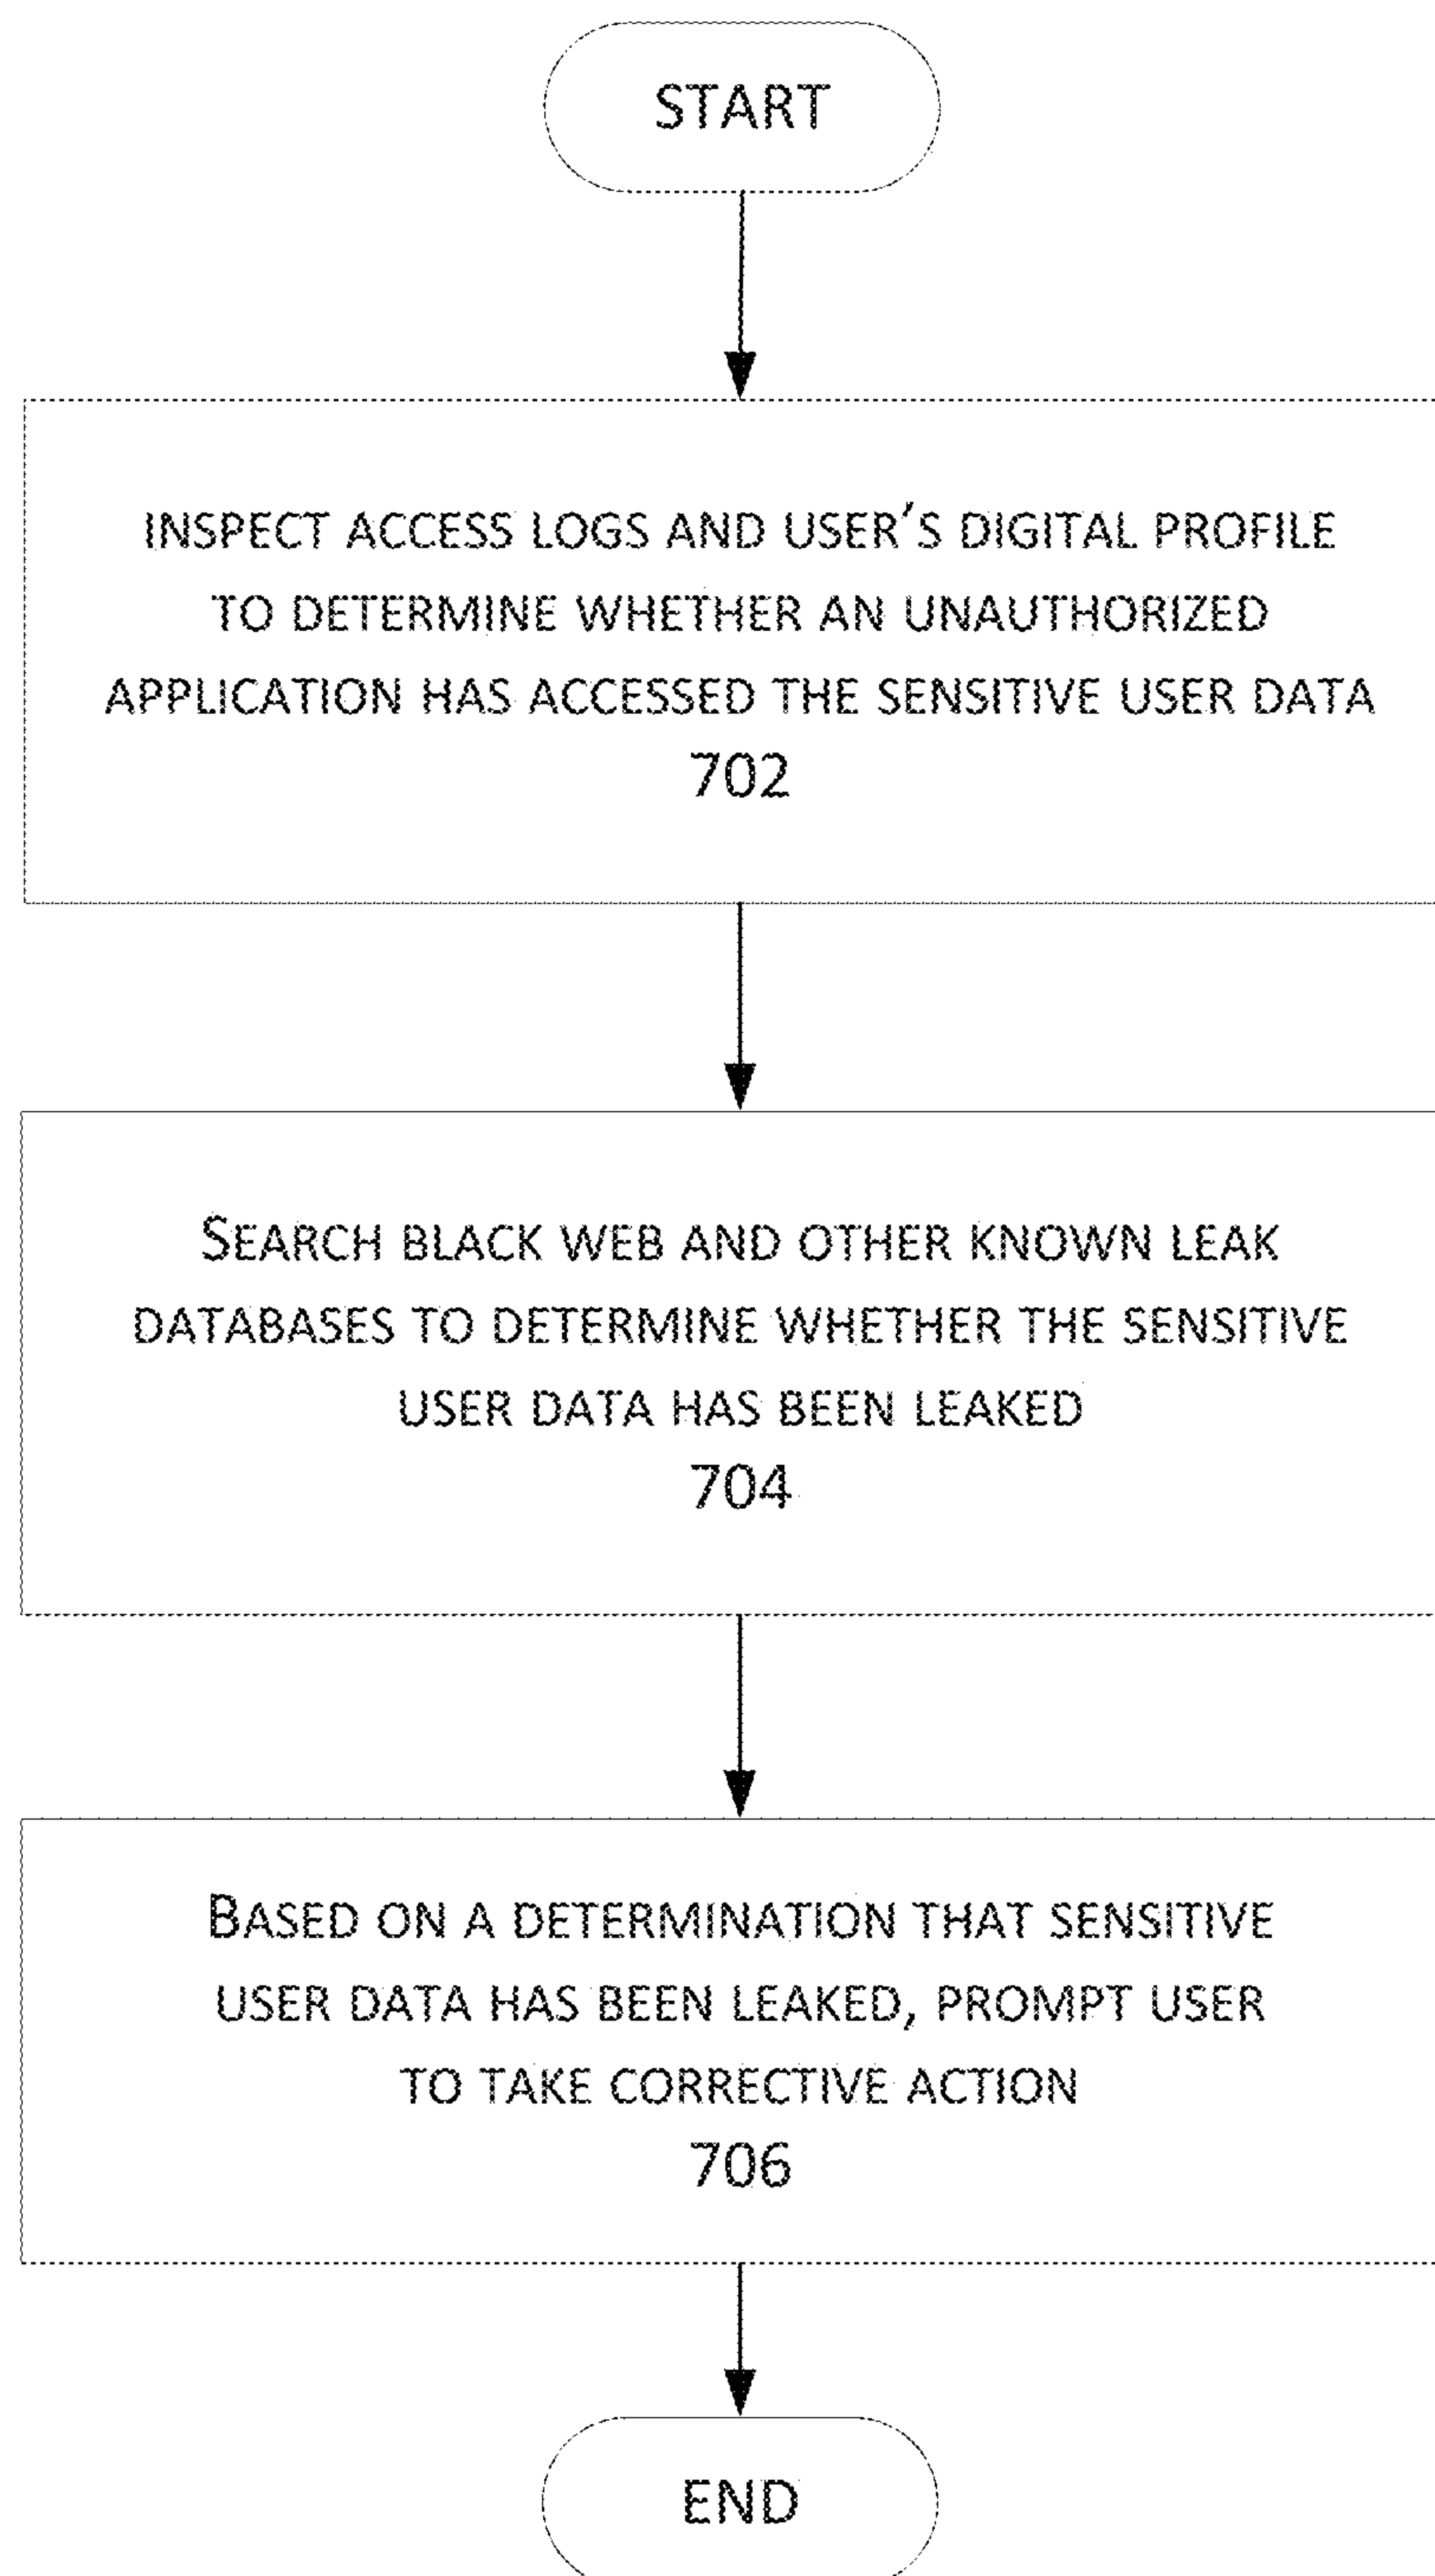 START
INSPECT ACCESS LOGS AND USER'S DIGITAL PROFILE
TO DETERMINE WHETHER AN UNAUTHORIZED
APPLICATION HAS ACCESSED THE SENSITIVE USER DATA
702
SEARCH BLACK WEB AND OTHER KNOWN LEAK
DATABASES TO DETERMINE WHETHER THE SENSITIVE
USER DATA HAS BEEN LEAKED
704
BASED ON A DETERMINATION THAT SENSITIVE
USER DATA HAS BEEN LEAKED, PROMPT USER
TO TAKE CORRECTIVE ACTION
706
END